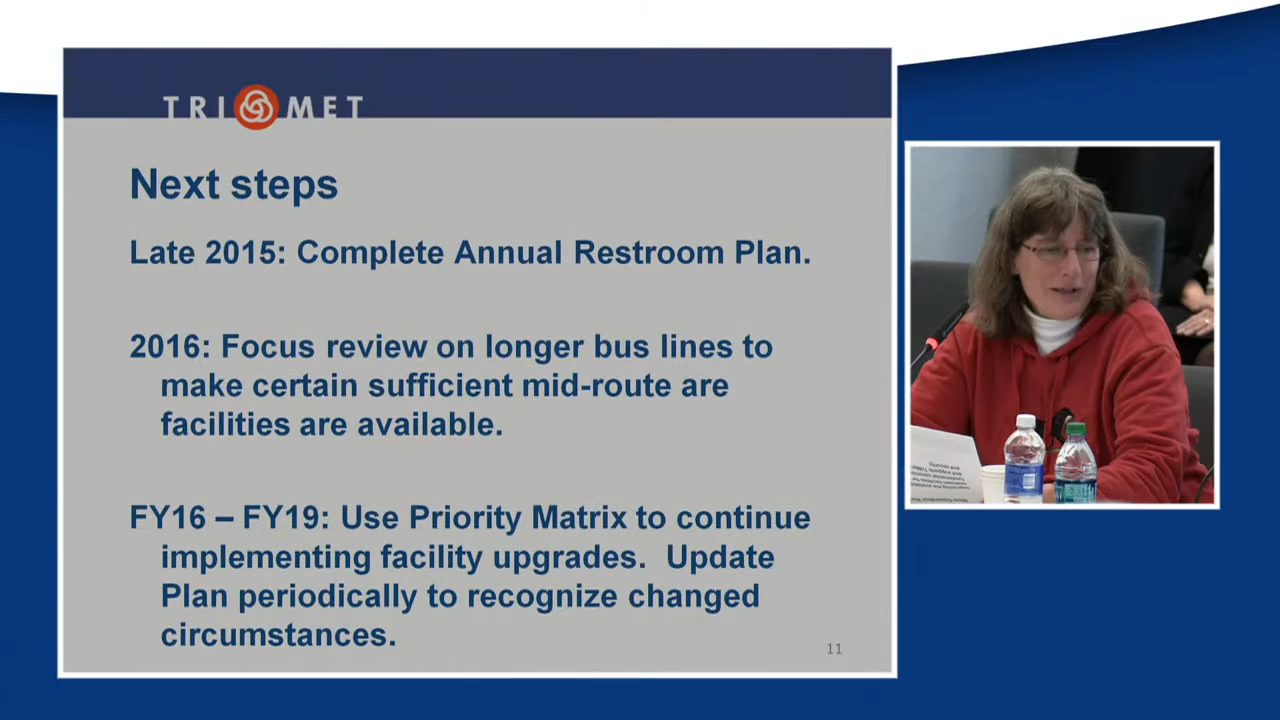 TRI MET
Next steps
Late 2015: Complete Annual Restroom Plan.
2016: Focus review on longer bus lines to
make certain sufficient mid-route are
facilities are available.
FY16 – FY19: Use Priority Matrix to continue
implementing facility upgrades. Update
Plan periodically to recognize changed
circumstances.
11